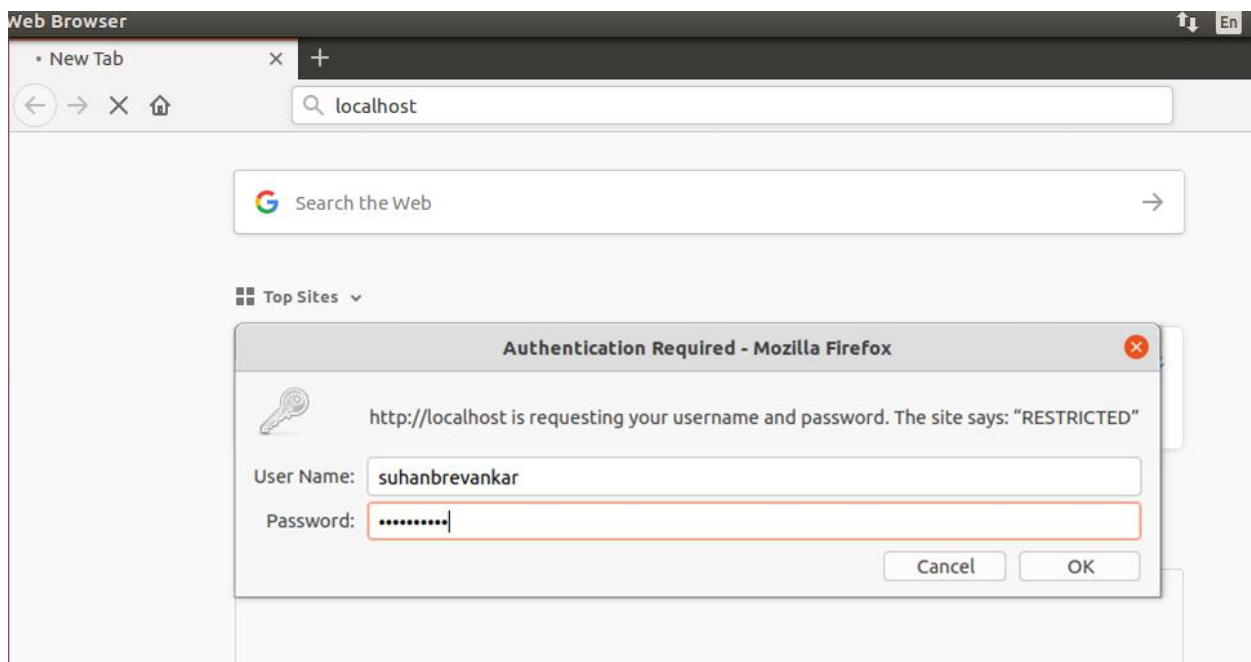 Web Browser
En
• New Tab
localhost
Search the Web
Top Sites
Authentication Required - Mozilla Firefox
http://localhost is requesting your username and password. The site says: “RESTRICTED”
User Name: suhanbrevankar
Password: ••••••••••
Cancel OK